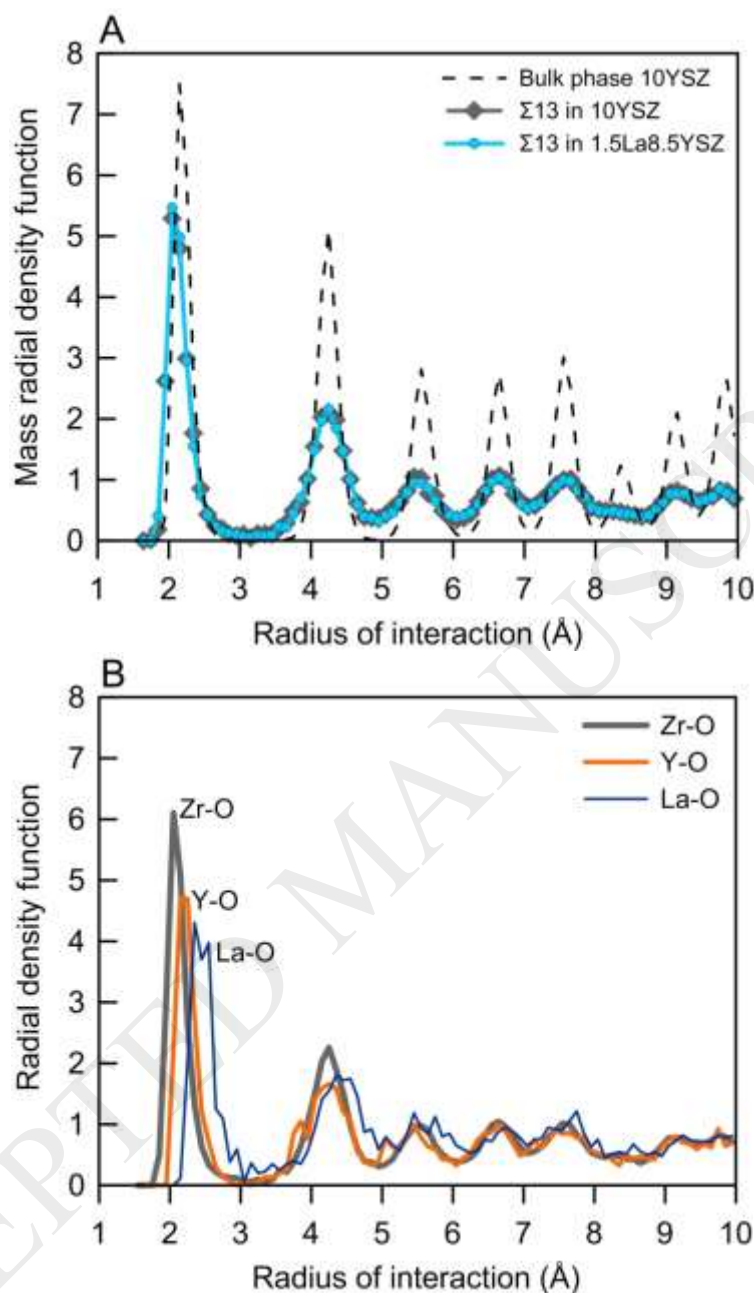 A
8
7
6
5
4
3
2
1
0
Mass radial density function
Bulk phase 10YSZ
Σ13 in 10YSZ
Σ13 in 1.5La8.5YSZ
1 2 3 4 5 6 7 8 9 10
Radius of interaction (Å)
B
8
7
6
5
4
3
2
1
0
Radial density function
Zr-O
Y-O
La-O
Zr-O
Y-O
La-O
1 2 3 4 5 6 7 8 9 10
Radius of interaction (Å)
EPTED MANUSC